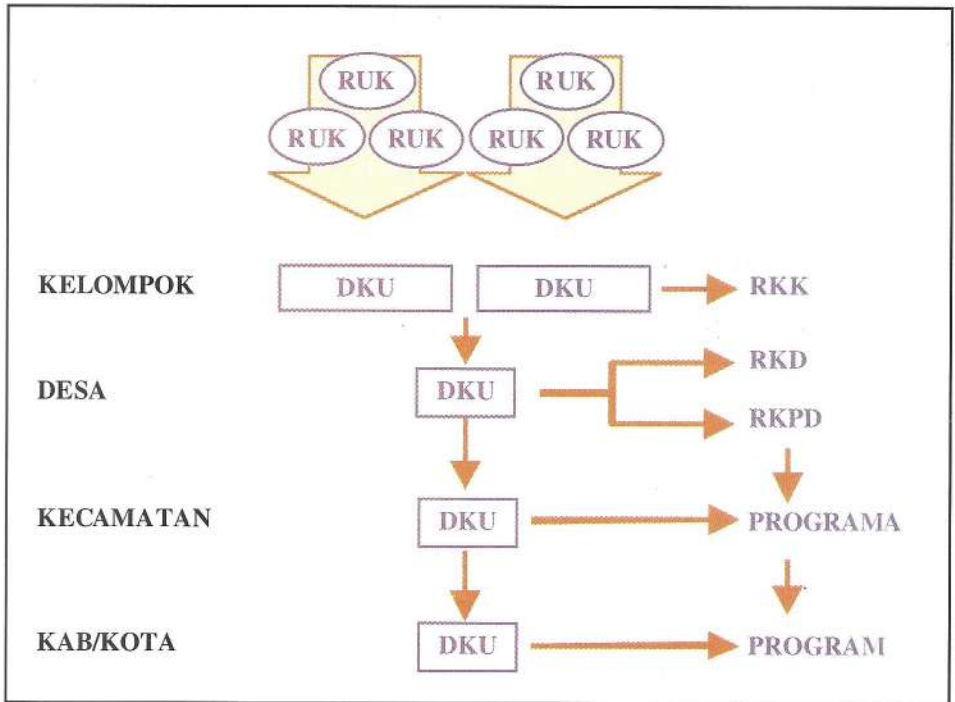 RUK RUK
RUK RUK RUK RUK
KELOMPOK DKU DKU RKK
RKD
DESA DKU
RKPD
KECAMATAN DKU PROGRAMA
KAB/KOTA DKU PROGRAM